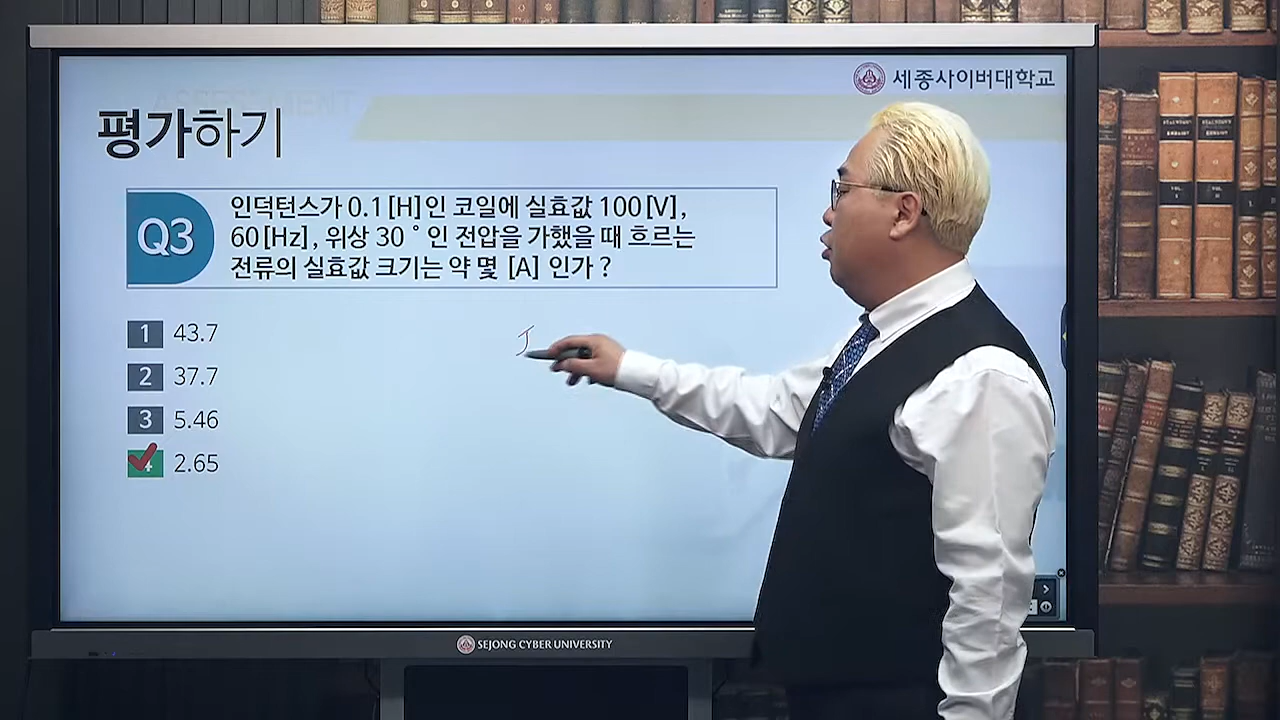 세종사이버대학교
평가하기
Q3
인덕턴스가 0.1[H]인 코일에 실효값 100[V],
60[Hz], 위상 30˚인 전압을 가했을 때 흐르는
전류의 실효값 크기는 약 몇 [A] 인가?
1 43.7
2 37.7
3 5.46
4 2.65
SEJONG CYBER UNIVERSITY